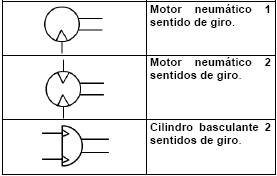 Motor neumático 1
sentido de giro.
Motor neumático 2
sentidos de giro.
Cilindro basculante 2
sentidos de giro.